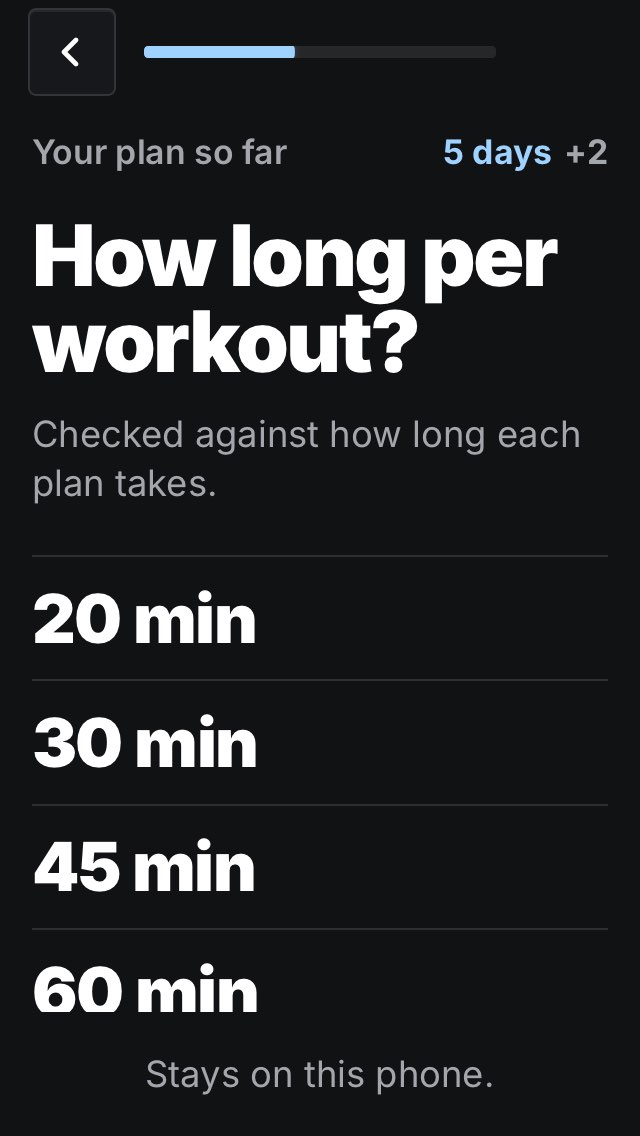 Your plan so far 5 days +2
How long per
workout?
Checked against how long each
plan takes.
20 min
30 min
45 min
60 min
Stays on this phone.